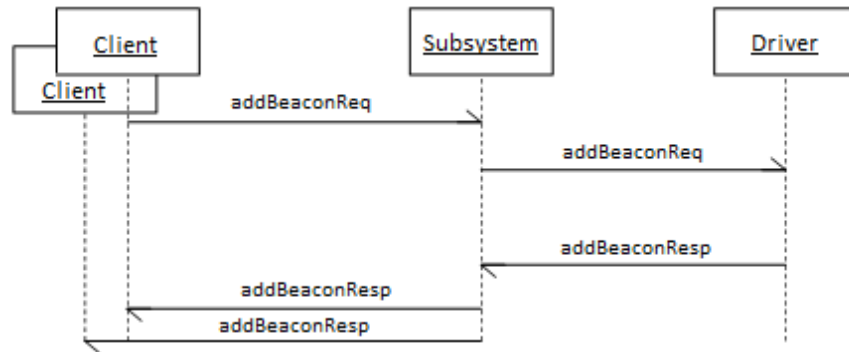 Client
Subsystem
Driver
Client
addBeaconReq
addBeaconReq
addBeaconResp
addBeaconResp
addBeaconResp